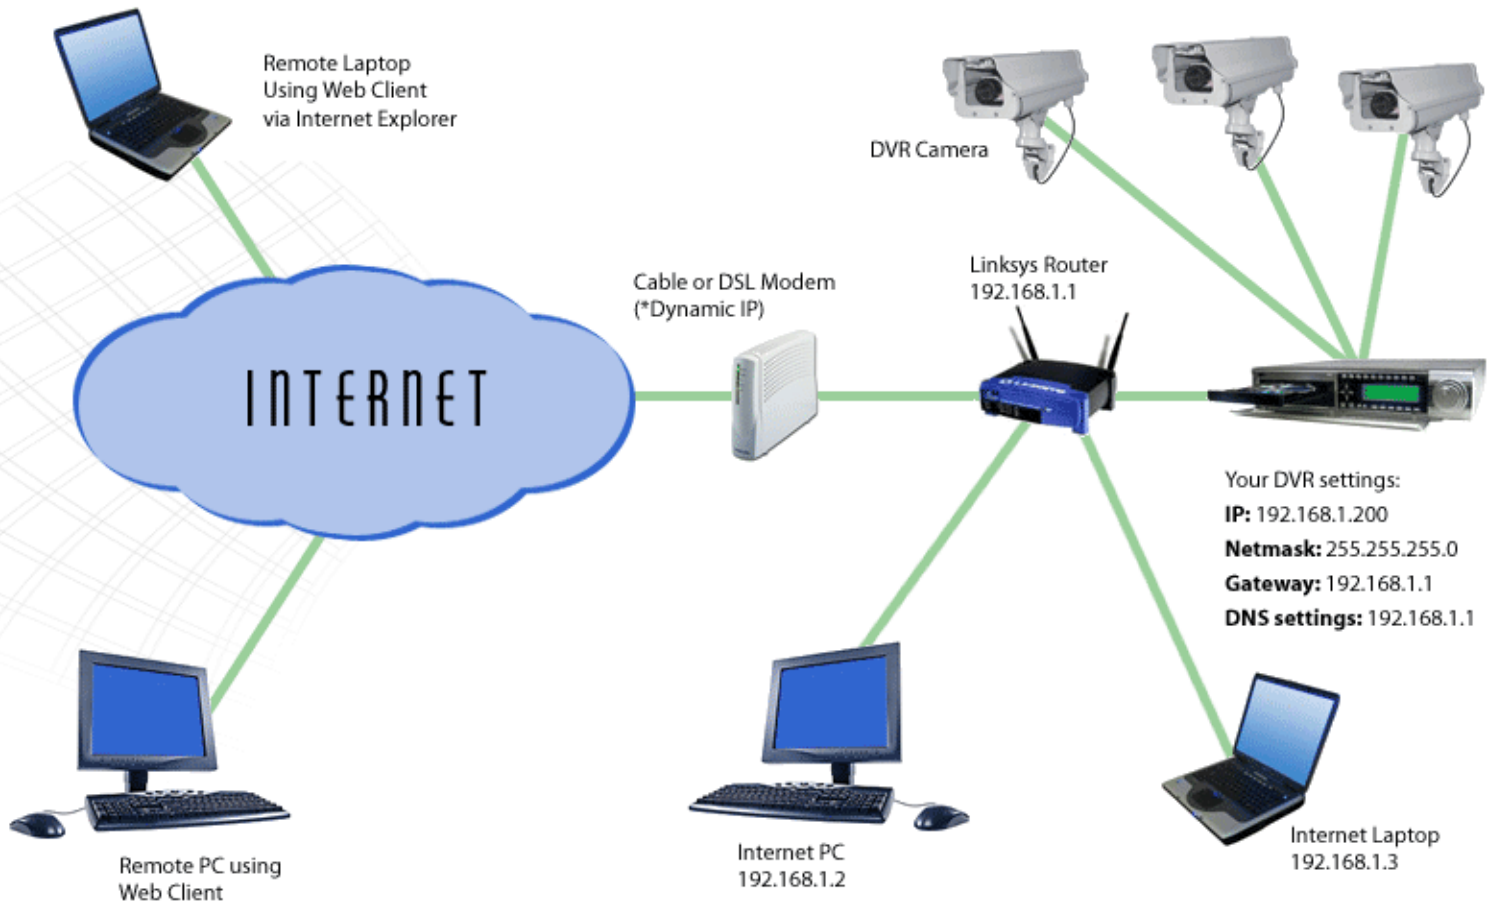 Remote Laptop
Using Web Client
via Internet Explorer
DVR Camera
Cable or DSL Modem
(*Dynamic IP)
Linksys Router
192.168.1.1
LINKSYS
INTERNET
Your DVR settings:
IP: 192.168.1.200
Netmask: 255.255.255.0
Gateway: 192.168.1.1
DNS settings: 192.168.1.1
Remote PC using
Web Client
Internet PC
192.168.1.2
Internet Laptop
192.168.1.3